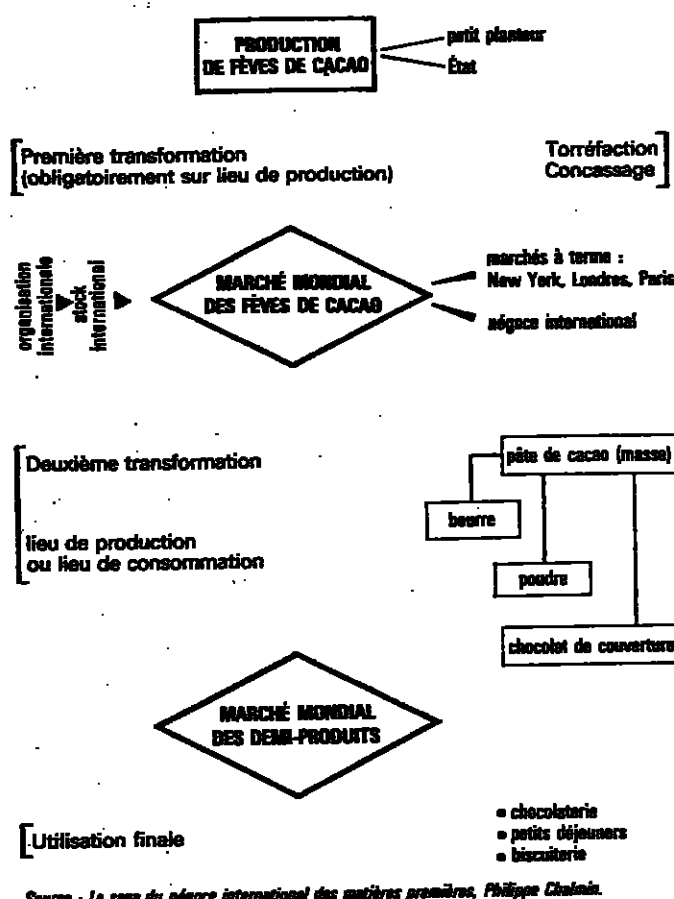 PRODUCTION
DE FÈVES DE CACAO
petit planteur
État
Première transformation
(obligatoirement sur lieu de production)
Torréfaction
Concassage
organisation
internationale
stock
international
MARCHÉ MONDIAL
DES FÈVES DE CACAO
marchés à terme :
New York, Londres, Paris
négoce international
Deuxième transformation
lieu de production
ou lieu de consommation
pâte de cacao (masse)
beurre
poudre
chocolat de couverture
MARCHÉ MONDIAL
DES DEMI-PRODUITS
Utilisation finale
• chocolaterie
• petits déjeuners
• biscuiterie
Source : Le sens du négoce international des matières premières, Philippe Chalmin.